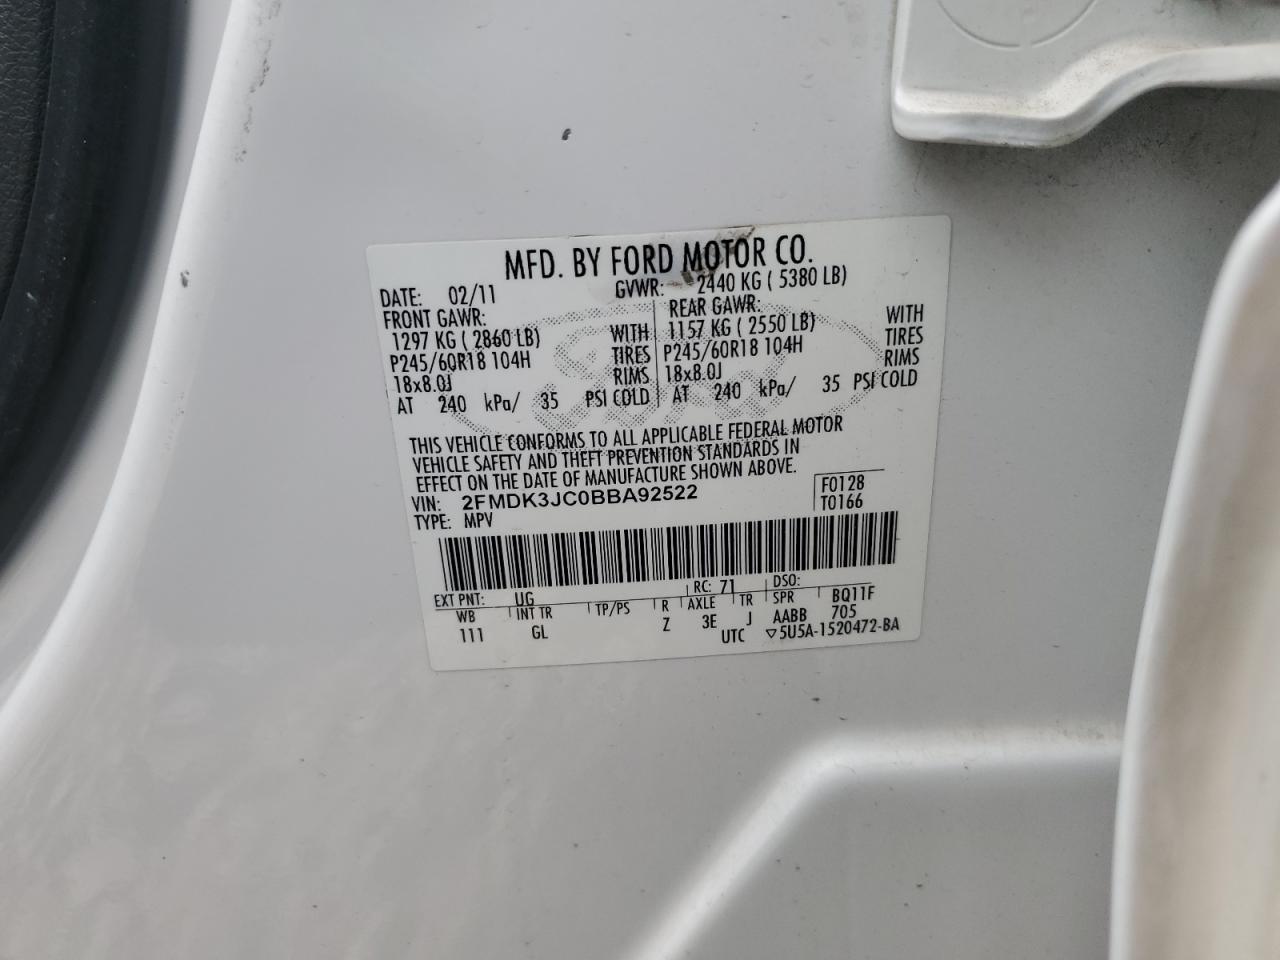 MFD. BY FORD MOTOR CO.
DATE: 02/11 GVWR: 2440 KG ( 5380 LB)
FRONT GAWR: REAR GAWR:
1297 KG ( 2860 LB) WITH 1157 KG ( 2550 LB) WITH
P245/60R18 104H TIRES P245/60R18 104H TIRES
18x8.0J RIMS 18x8.0J RIMS
AT 240 kPa/ 35 PSI COLD AT 240 kPa/ 35 PSI COLD
THIS VEHICLE CONFORMS TO ALL APPLICABLE FEDERAL MOTOR
VEHICLE SAFETY AND THEFT PREVENTION STANDARDS IN
EFFECT ON THE DATE OF MANUFACTURE SHOWN ABOVE.
VIN: 2FMDK3JC0BBA92522 F0128
TYPE: MPV T0166
EXT PNT: UG RC: 71 DSO:
WB INT TR TP/PS R AXLE TR SPR BQ11F
111 GL Z 3E J AABB 705
UTC ▽5U5A-1520472-BA